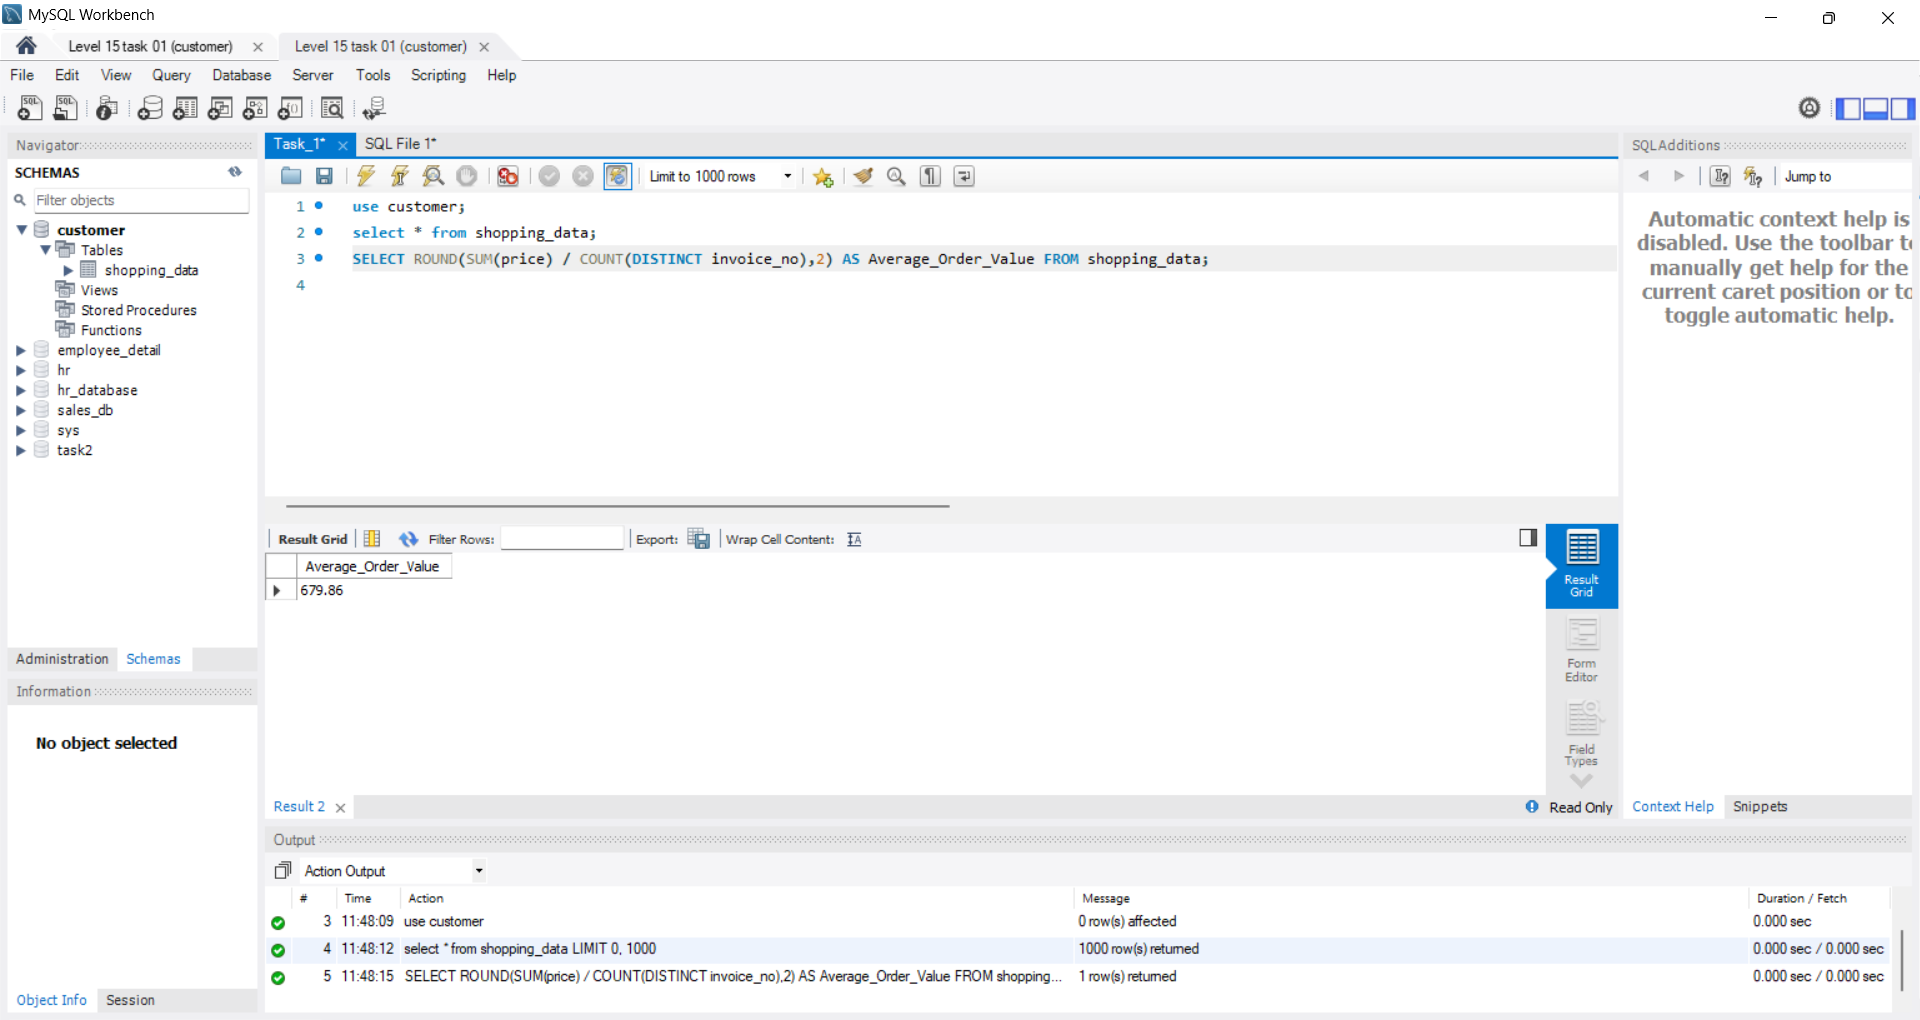 MySQL Workbench
Level 15 task 01 (customer)
Level 15 task 01 (customer)
File Edit View Query Database Server Tools Scripting Help
Navigator
SCHEMAS
Filter objects
customer
Tables
shopping_data
Views
Stored Procedures
Functions
employee_detail
hr
hr_database
sales_db
sys
task2
Administration Schemas
Information
No object selected
Object Info Session
Task_1* SQL File 1*
Limit to 1000 rows
1 use customer;
2 select * from shopping_data;
3 SELECT ROUND(SUM(price) / COUNT(DISTINCT invoice_no),2) AS Average_Order_Value FROM shopping_data;
4
Result Grid Filter Rows: Export: Wrap Cell Content:
Average_Order_Value
679.86
Result
Grid
Form
Editor
Field
Types
Result 2
Read Only
SQLAdditions
Jump to
Automatic context help is
disabled. Use the toolbar to
manually get help for the
current caret position or to
toggle automatic help.
Context Help Snippets
Output
Action Output
# Time Action Message Duration / Fetch
3 11:48:09 use customer 0 row(s) affected 0.000 sec
4 11:48:12 select * from shopping_data LIMIT 0, 1000 1000 row(s) returned 0.000 sec / 0.000 sec
5 11:48:15 SELECT ROUND(SUM(price) / COUNT(DISTINCT invoice_no),2) AS Average_Order_Value FROM shopping... 1 row(s) returned 0.000 sec / 0.000 sec